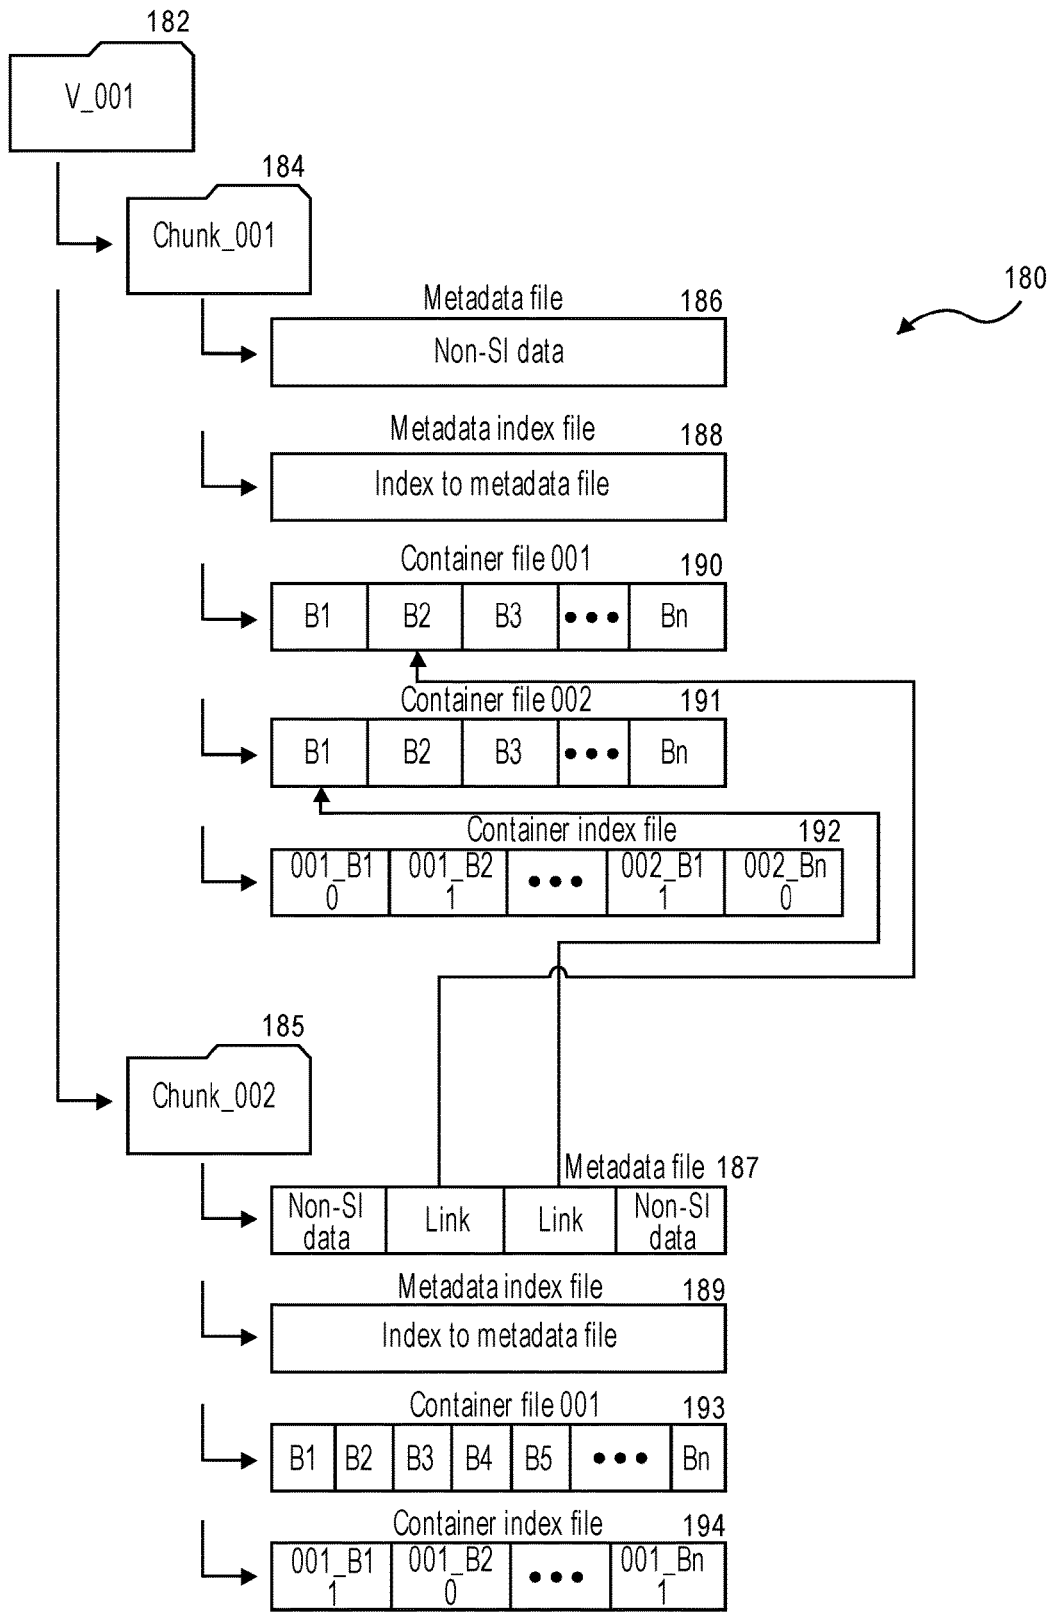 182
V_001
184
Chunk_001
180
Metadata file 186
Non-SI data
Metadata index file 188
Index to metadata file
Container file 001 190
B1 B2 B3 ••• Bn
Container file 002 191
B1 B2 B3 ••• Bn
Container index file 192
001_B1 001_B2 ••• 002_B1 002_Bn
0 1 1 0
185
Chunk_002
Metadata file 187
Non-SI Link Link Non-SI
data data
Metadata index file 189
Index to metadata file
Container file 001 193
B1 B2 B3 B4 B5 ••• Bn
Container index file 194
001_B1 001_B2 ••• 001_Bn
1 0 1